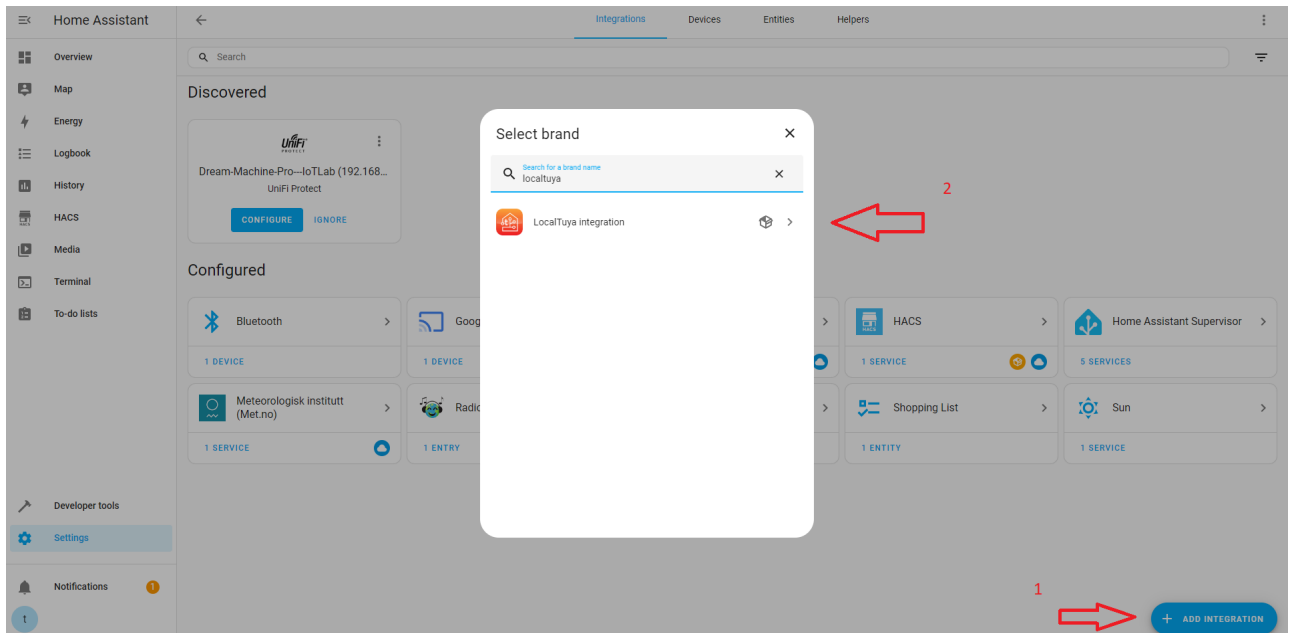 Home Assistant
Integrations
Devices
Entities
Helpers
Overview
Map
Energy
Logbook
History
HACS
Media
Terminal
To-do lists
Developer tools
Settings
Notifications
1
t
Search
Discovered
UniFi
PROTECT
Dream-Machine-Pro---IoTLab (192.168...
UniFi Protect
CONFIGURE
IGNORE
Configured
Bluetooth
1 DEVICE
Goog
1 DEVICE
HACS
HACS
1 SERVICE
Home Assistant Supervisor
5 SERVICES
Meteorologisk institutt
(Met.no)
1 SERVICE
Radio
1 ENTRY
Shopping List
1 ENTITY
Sun
1 SERVICE
Select brand
Search for a brand name
localtuya
LocalTuya integration
2
1
ADD INTEGRATION